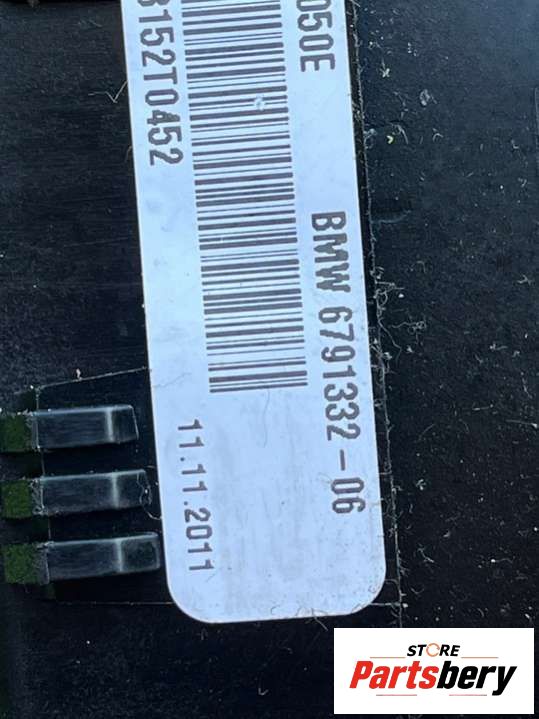 050E
BMW 6791332-06
3152T0452
11.11.2011
STORE
Partsbery